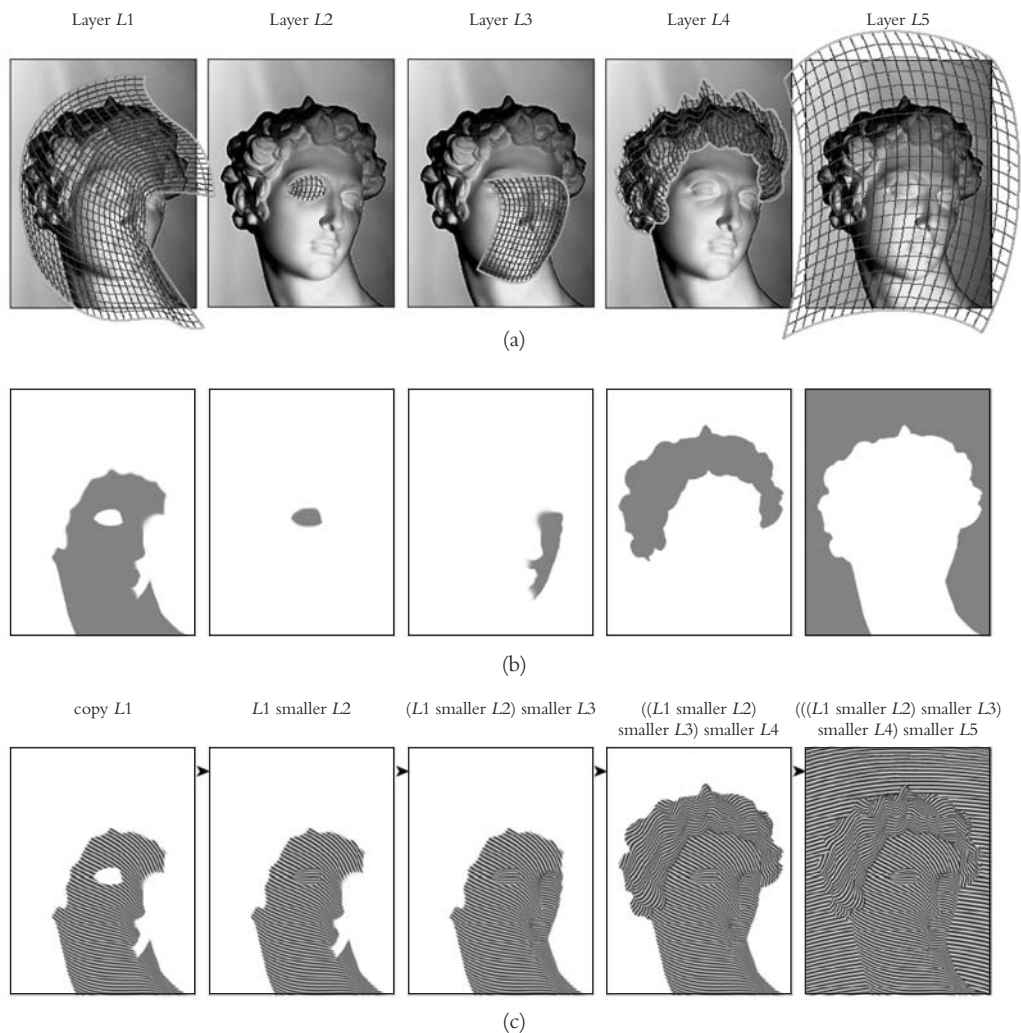 Layer L1
Layer L2
Layer L3
Layer L4
Layer L5
(a)
(b)
copy L1
L1 smaller L2
(L1 smaller L2) smaller L3
((L1 smaller L2)
smaller L3) smaller L4
(((L1 smaller L2) smaller L3)
smaller L4) smaller L5
(c)